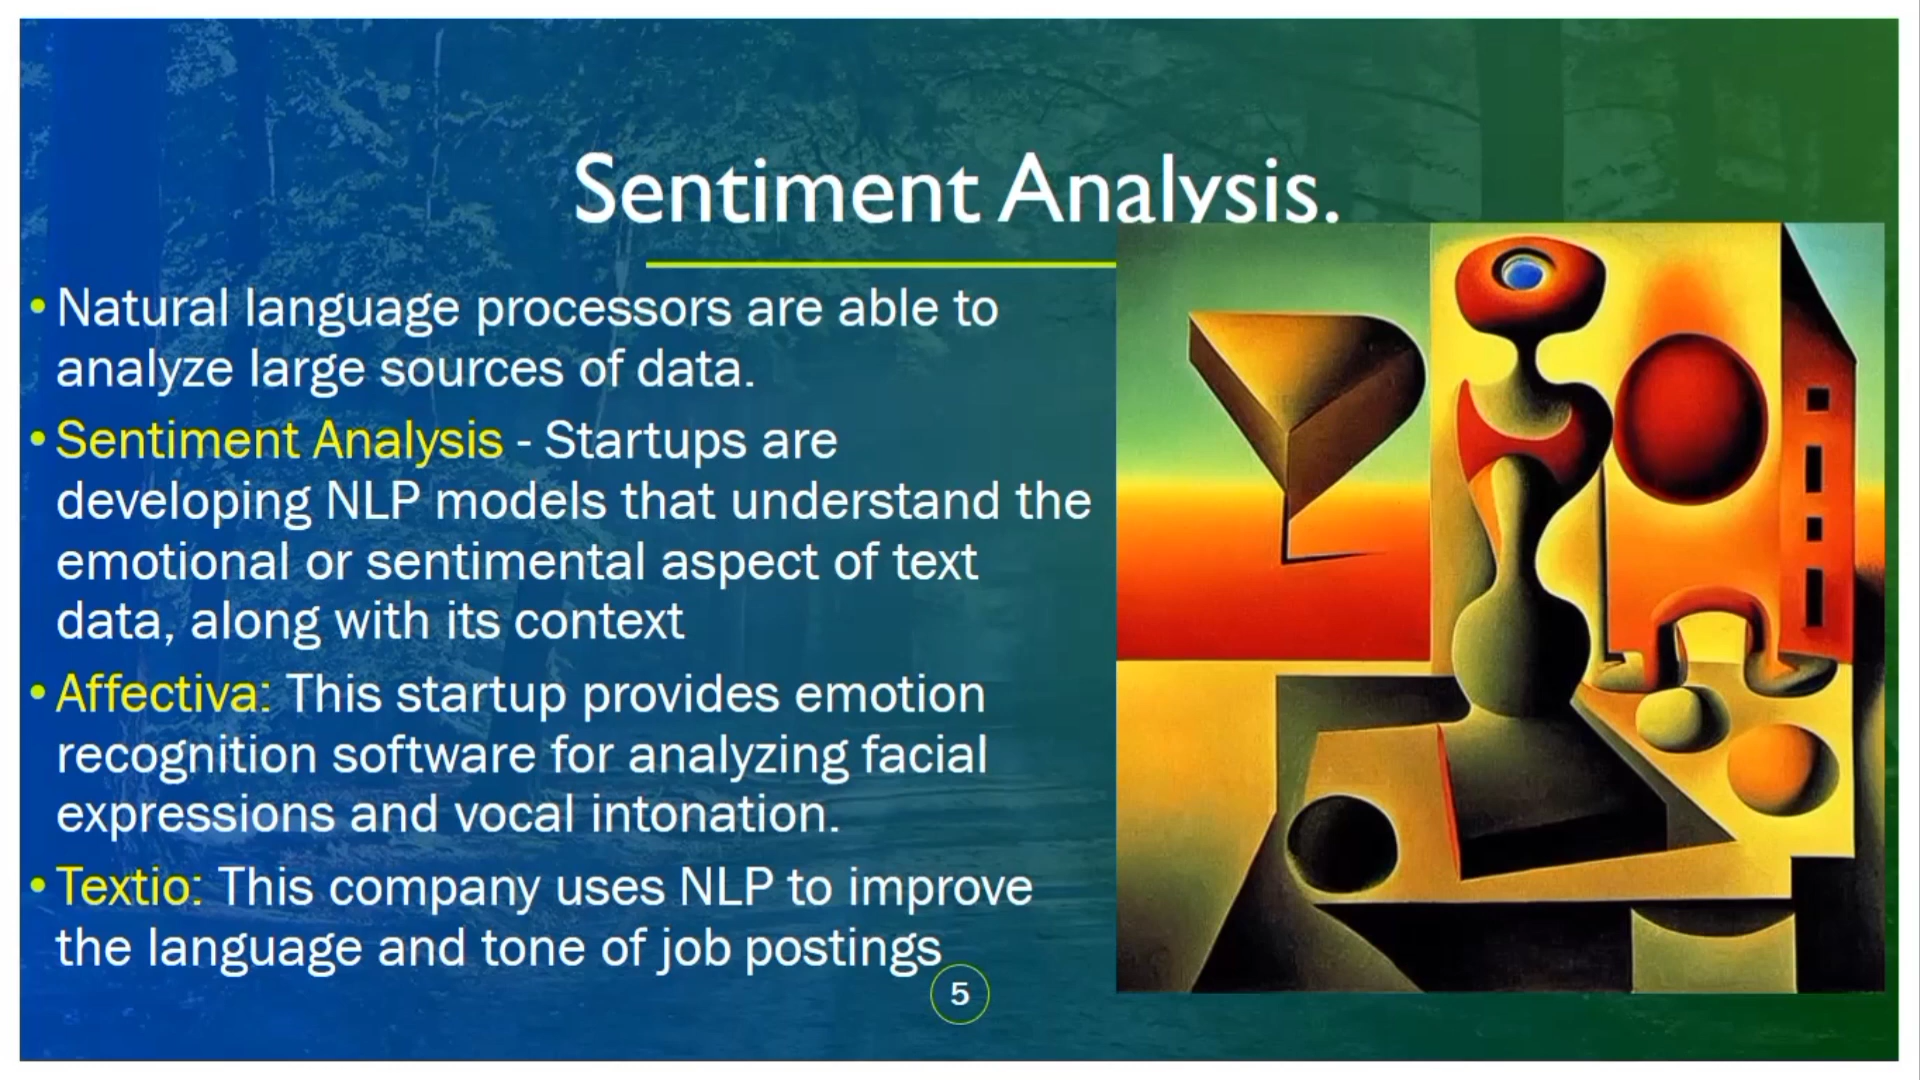 Sentiment Analysis.
• Natural language processors are able to
analyze large sources of data.
• Sentiment Analysis - Startups are
developing NLP models that understand the
emotional or sentimental aspect of text
data, along with its context
• Affectiva: This startup provides emotion
recognition software for analyzing facial
expressions and vocal intonation.
• Textio: This company uses NLP to improve
the language and tone of job postings
5